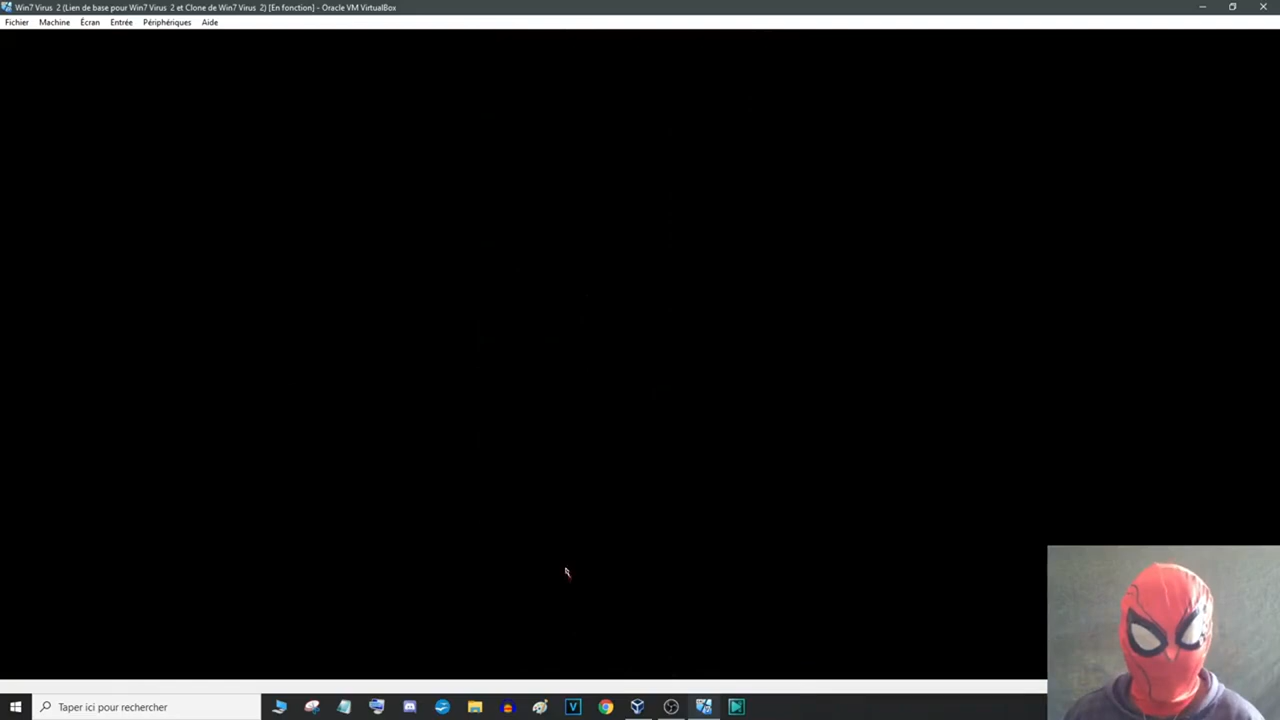 Win7 Virus 2 (Lien de base pour Win7 Virus 2 et Clone de Win7 Virus 2) [En fonction] - Oracle VM VirtualBox
Fichier Machine Écran Entrée Périphériques Aide
Taper ici pour rechercher
V